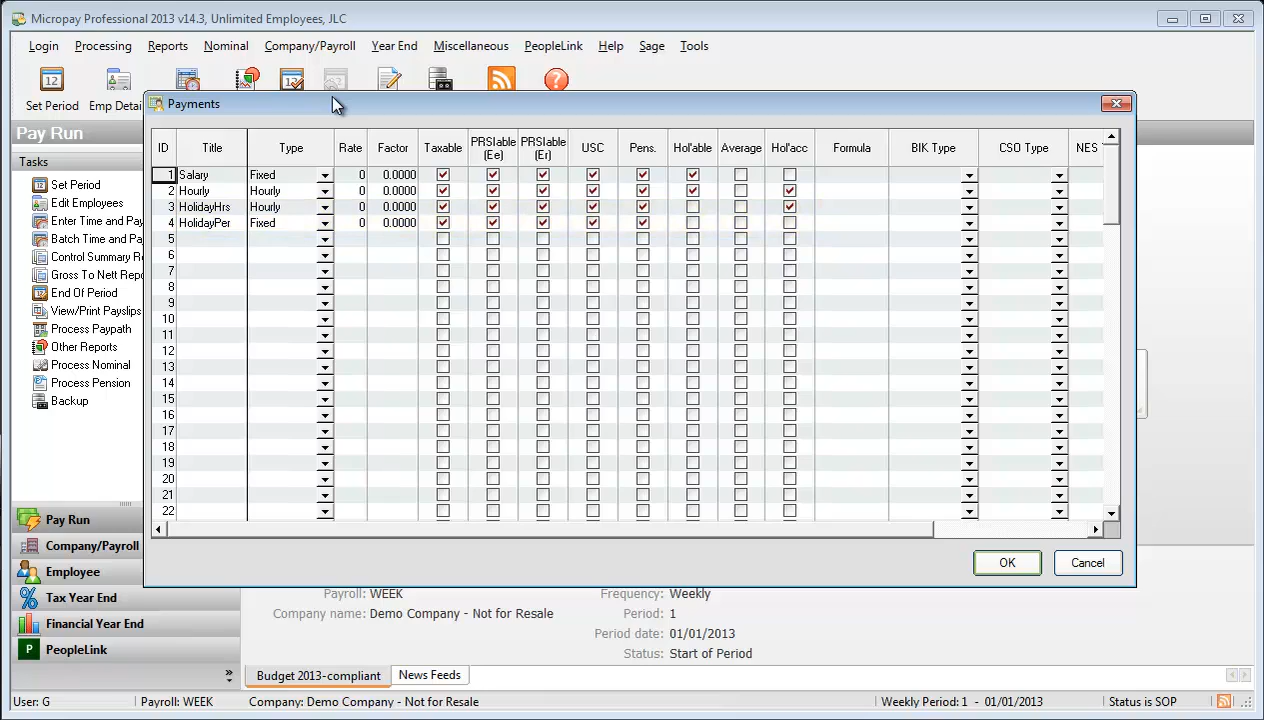 Micropay Professional 2013 v14.3, Unlimited Employees, JLC
Login Processing Reports Nominal Company/Payroll Year End Miscellaneous PeopleLink Help Sage Tools
Set Period Emp Detai
Payments
Pay Run
Tasks
Set Period
Edit Employees
Enter Time and Pay
Batch Time and Pa
Control Summary R
Gross To Nett Repo
End Of Period
View/Print Payslips
Process Paypath
Other Reports
Process Nominal
Process Pension
Backup
ID Title Type Rate Factor Taxable PRSIable (Ee) PRSIable (Er) USC Pens. Hol'able Average Hol'acc Formula BIK Type CSO Type NES
1 Salary Fixed 0 0.0000
2 Hourly Hourly 0 0.0000
3 HolidayHrs Hourly 0 0.0000
4 HolidayPer Fixed 0 0.0000
5
6
7
8
9
10
11
12
13
14
15
16
17
18
19
20
21
22
OK Cancel
Pay Run
Company/Payroll
Employee
Tax Year End
Financial Year End
P PeopleLink
Payroll: WEEK Frequency: Weekly
Company name: Demo Company - Not for Resale Period: 1
Period date: 01/01/2013
Status: Start of Period
Budget 2013-compliant News Feeds
User: G Payroll: WEEK Company: Demo Company - Not for Resale Weekly Period: 1 - 01/01/2013 Status is SOP